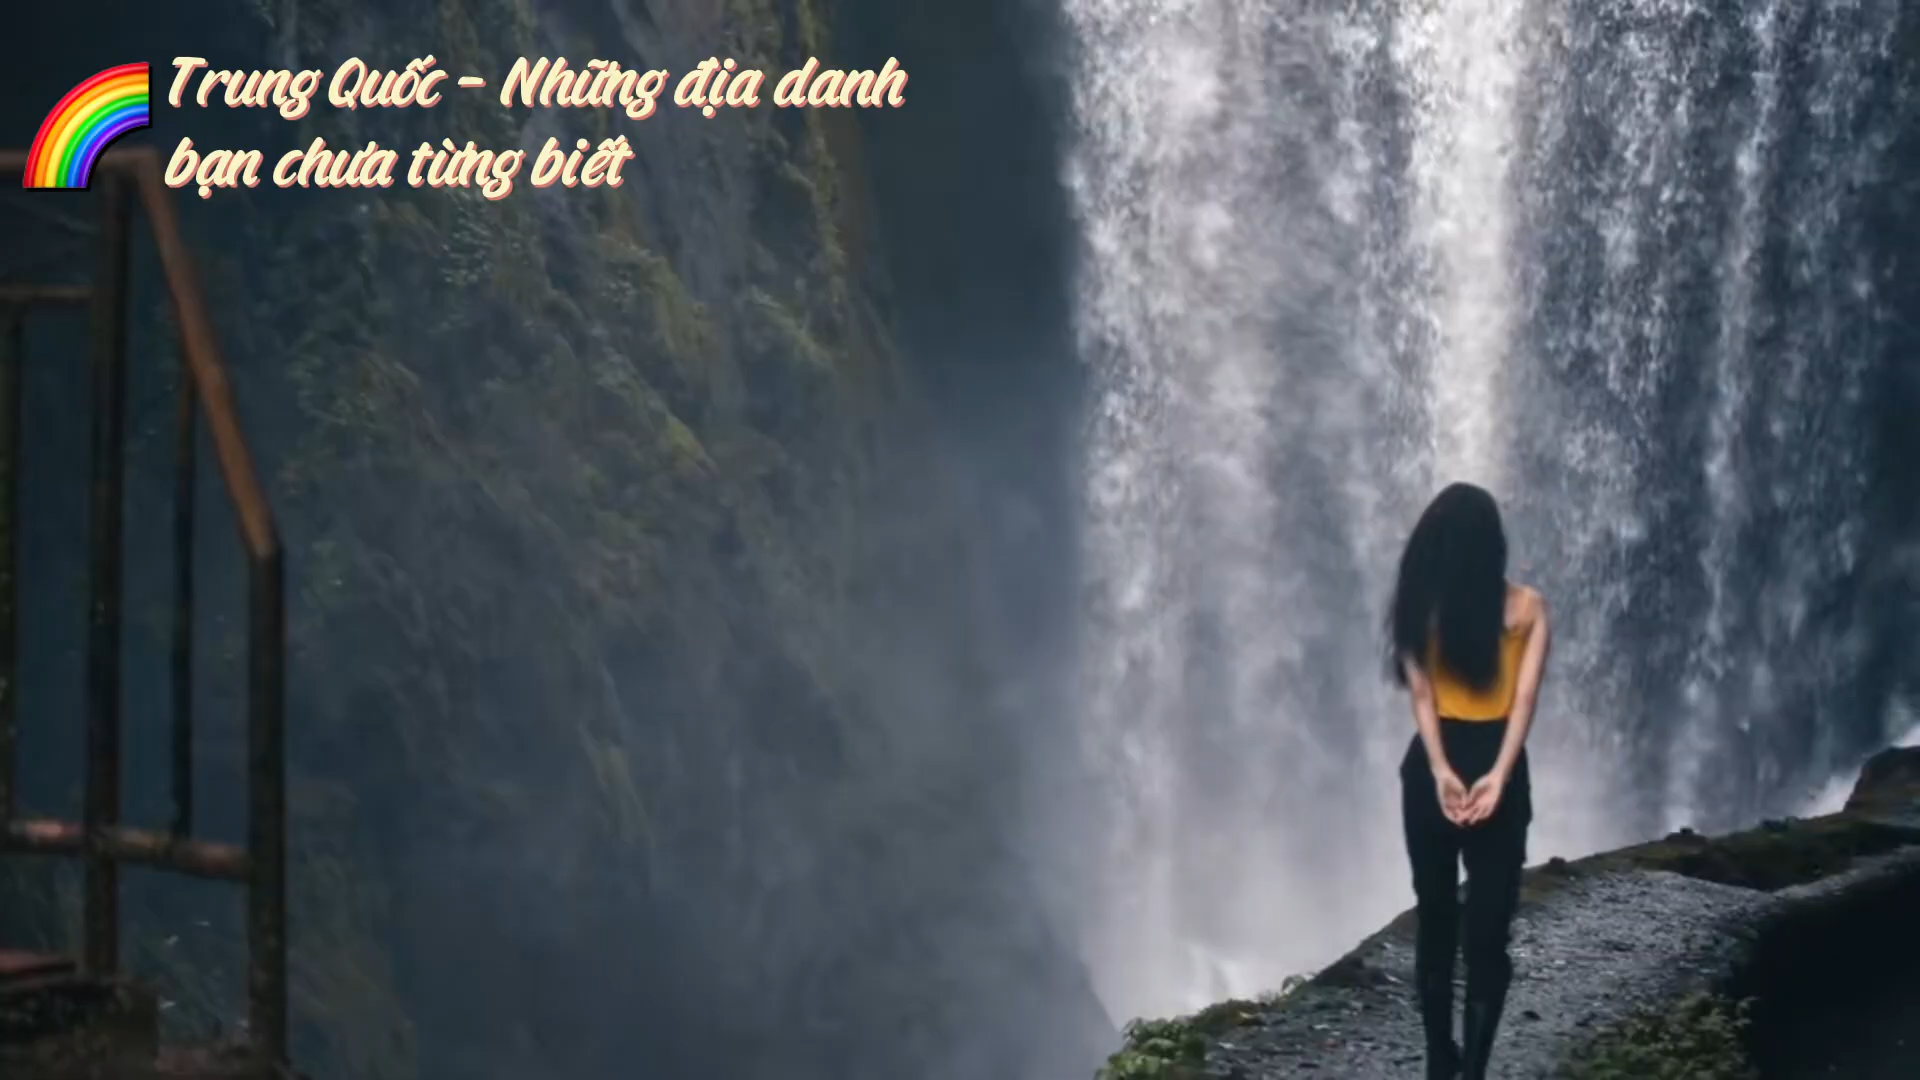 Trung Quốc - Những địa danh
bạn chưa từng biết